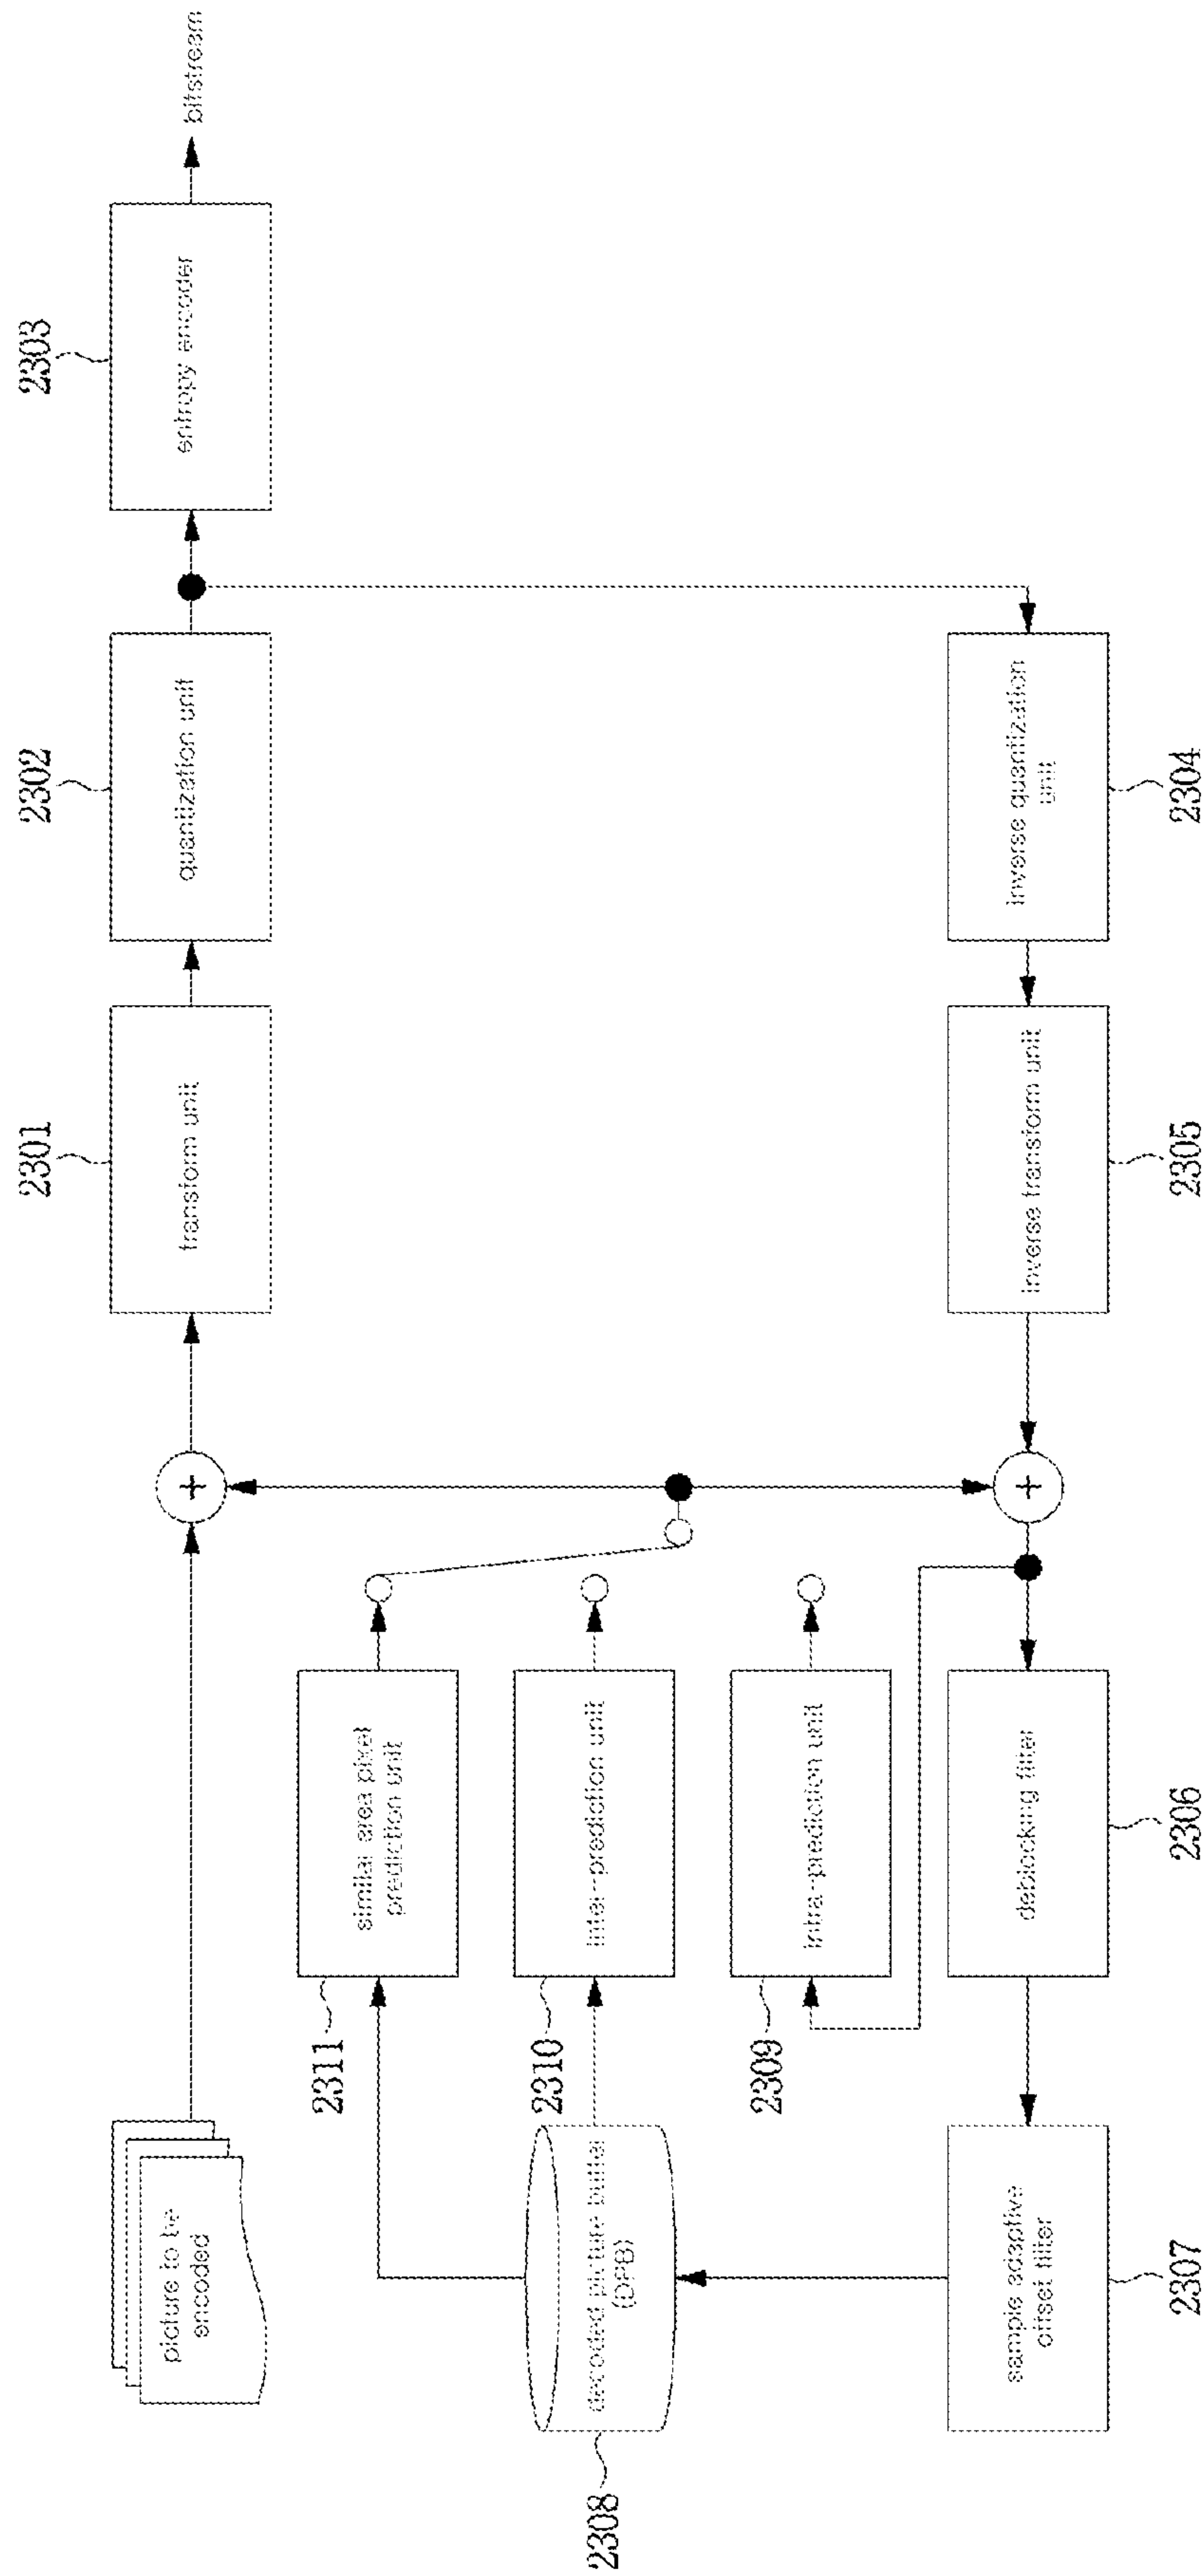 picture to be
encoded
2301
transform unit
2302
quantization unit
2303
entropy encoder
bitstream
2311
similar area pixel
prediction unit
2310
inter-prediction unit
2309
intra-prediction unit
2308
decoded picture buffer
(DPB)
sample adaptive
offset filter
2307
deblocking filter
2306
inverse transform unit
2305
inverse quantization
unit
2304